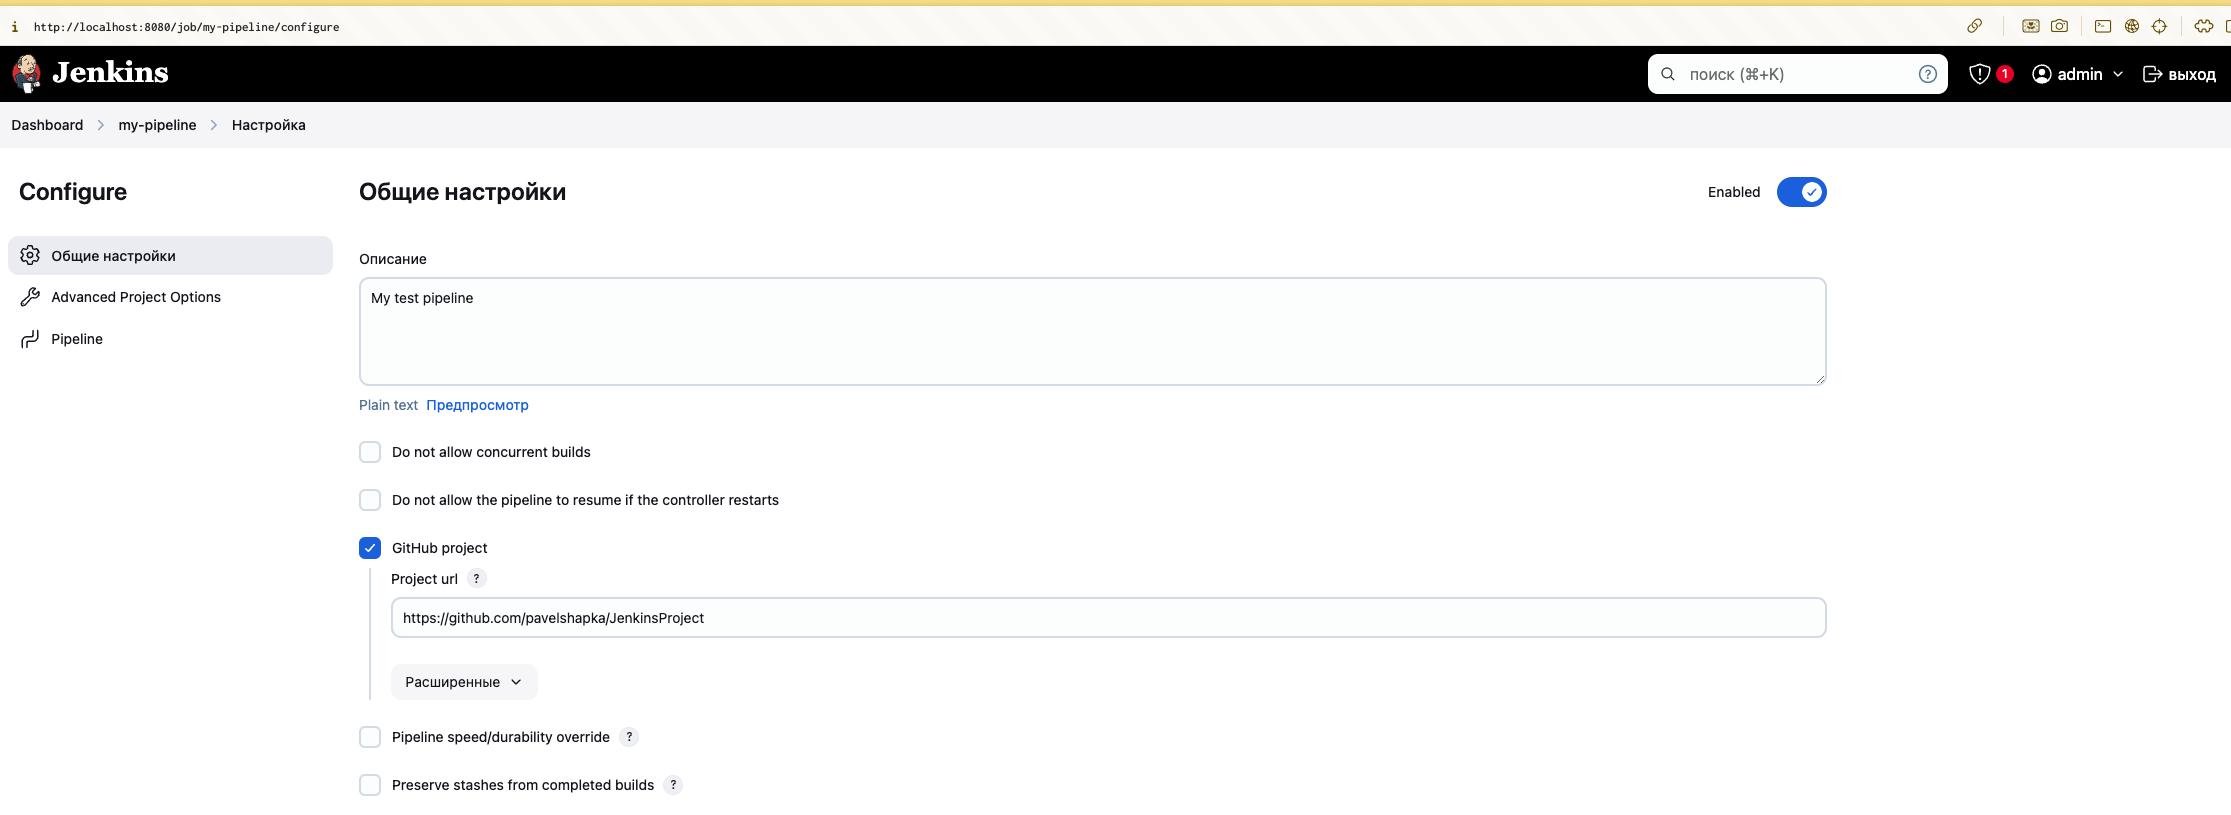 i http://localhost:8080/job/my-pipeline/configure
Jenkins
поиск (⌘+K) ?
1
admin
выход
Dashboard > my-pipeline > Настройка
Configure
Общие настройки
Advanced Project Options
Pipeline
Общие настройки
Enabled
Описание
My test pipeline
Plain text Предпросмотр
Do not allow concurrent builds
Do not allow the pipeline to resume if the controller restarts
GitHub project
Project url ?
https://github.com/pavelshapka/JenkinsProject
Расширенные
Pipeline speed/durability override ?
Preserve stashes from completed builds ?